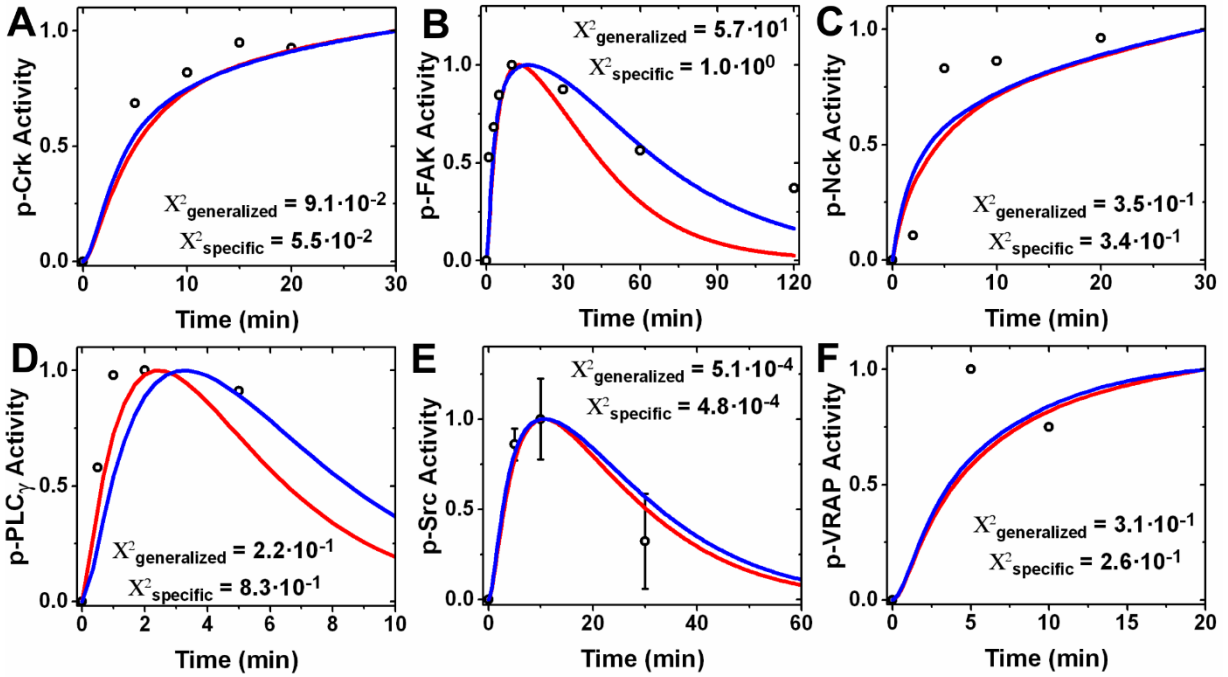 A
p-Crk Activity
1.0
0.5
0.0
X²generalized = 9.1·10⁻²
X²specific = 5.5·10⁻²
0 10 20 30
Time (min)
B
p-FAK Activity
X²generalized = 5.7·10¹
X²specific = 1.0·10⁰
1.0
0.5
0.0
0 30 60 90 120
Time (min)
C
p-Nck Activity
1.0
0.5
0.0
X²generalized = 3.5·10⁻¹
X²specific = 3.4·10⁻¹
0 10 20 30
Time (min)
D
p-PLCγ Activity
1.0
0.5
0.0
X²generalized = 2.2·10⁻¹
X²specific = 8.3·10⁻¹
0 2 4 6 8 10
Time (min)
E
p-Src Activity
X²generalized = 5.1·10⁻⁴
X²specific = 4.8·10⁻⁴
1.0
0.5
0.0
0 20 40 60
Time (min)
F
p-VRAP Activity
1.0
0.5
0.0
X²generalized = 3.1·10⁻¹
X²specific = 2.6·10⁻¹
0 5 10 15 20
Time (min)